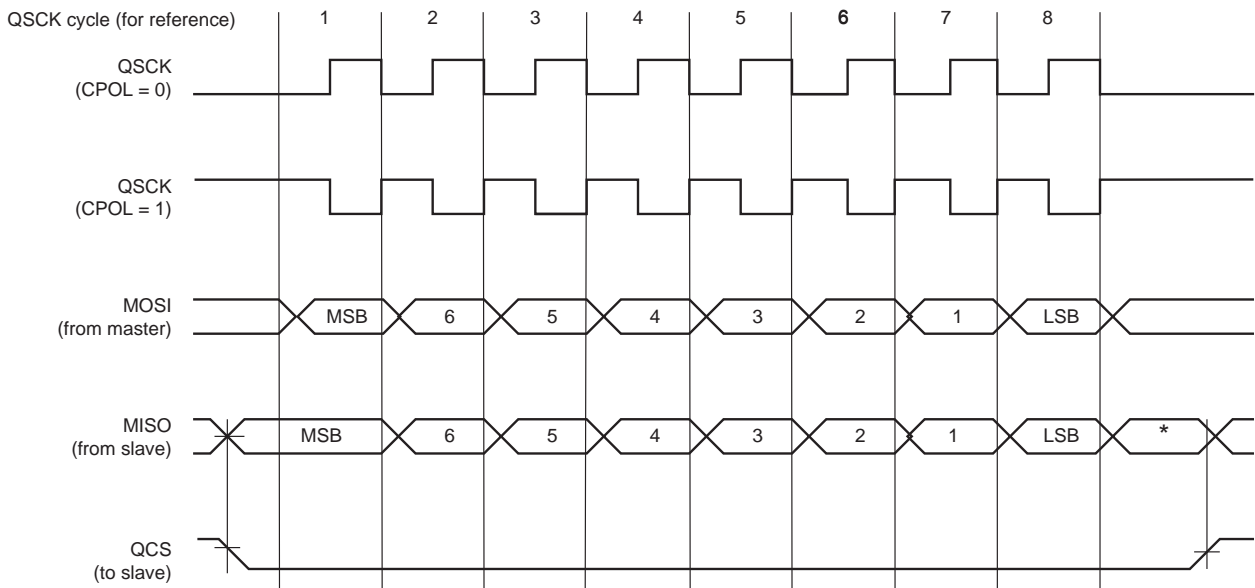 QSCK cycle (for reference) 1 2 3 4 5 6 7 8
QSCK
(CPOL = 0)
QSCK
(CPOL = 1)
MOSI
(from master)
MSB 6 5 4 3 2 1 LSB
MISO
(from slave)
MSB 6 5 4 3 2 1 LSB *
QCS
(to slave)